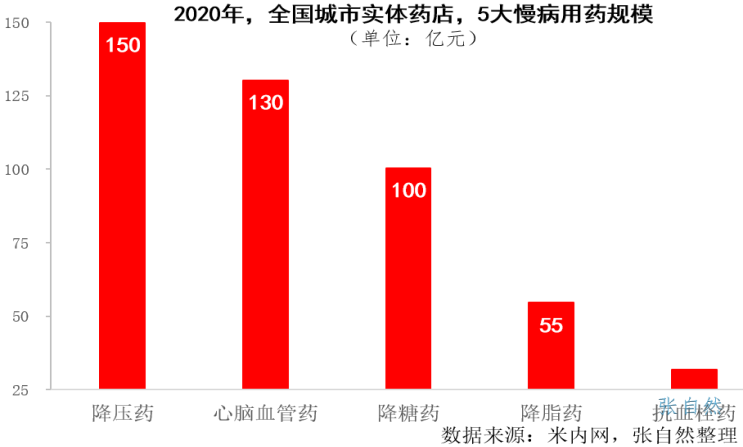 2020年，全国城市实体药店，5大慢病用药规模
（单位：亿元）
150
125
100
75
50
25
150
130
100
55
降压药 心脑血管药 降糖药 降脂药 抗血栓药
张自然
数据来源：米内网，张自然整理